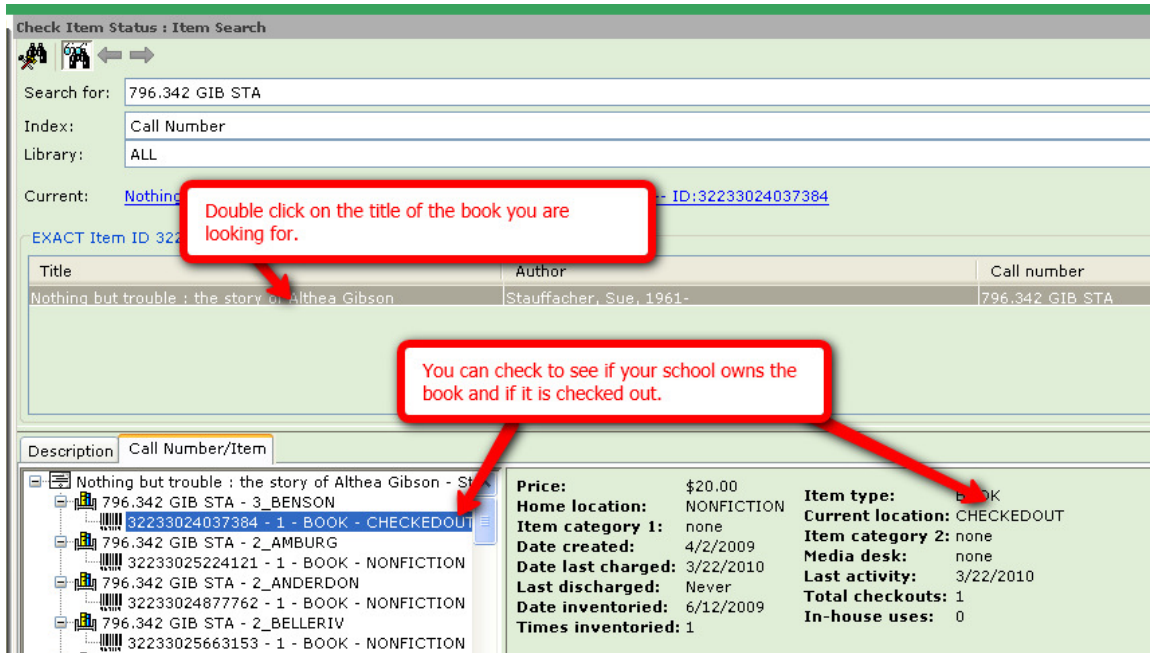 Check Item Status : Item Search
Search for: 796.342 GIB STA
Index: Call Number
Library: ALL
Current: Nothing -- ID:32233024037384
Double click on the title of the book you are
looking for.
EXACT Item ID 322
Title Author Call number
Nothing but trouble : the story of Althea Gibson Stauffacher, Sue, 1961- 796.342 GIB STA
You can check to see if your school owns the
book and if it is checked out.
Description Call Number/Item
Nothing but trouble : the story of Althea Gibson - St
796.342 GIB STA - 3_BENSON
32233024037384 - 1 - BOOK - CHECKEDOUT
796.342 GIB STA - 2_AMBURG
32233025224121 - 1 - BOOK - NONFICTION
796.342 GIB STA - 2_ANDERDON
32233024877762 - 1 - BOOK - NONFICTION
796.342 GIB STA - 2_BELLERIV
32233025663153 - 1 - BOOK - NONFICTION
Price: $20.00
Home location: NONFICTION
Item category 1: none
Date created: 4/2/2009
Date last charged: 3/22/2010
Last discharged: Never
Date inventoried: 6/12/2009
Times inventoried: 1
Item type: BOOK
Current location: CHECKEDOUT
Item category 2: none
Media desk: none
Last activity: 3/22/2010
Total checkouts: 1
In-house uses: 0